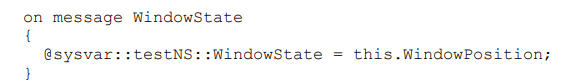 on message WindowState
{
  @sysvar::testNS::WindowState = this.WindowPosition;
}